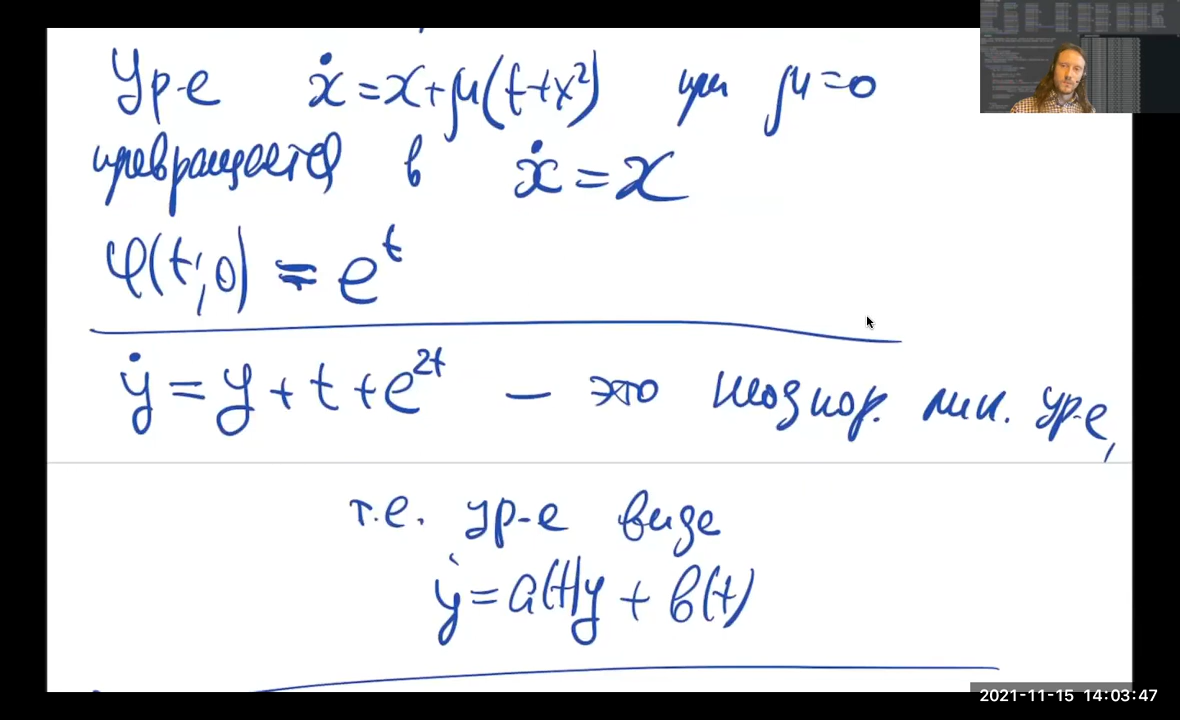 Ур-е ẋ = x + μ(t + x²) при μ = 0
превращается в ẋ = x
φ(t; 0) = e^t
ẏ = y + t + e^{2t} — это неоднор. лин. ур-е,
т.е. ур-е вида
ẏ = a(t)y + b(t)
2021-11-15 14:03:47